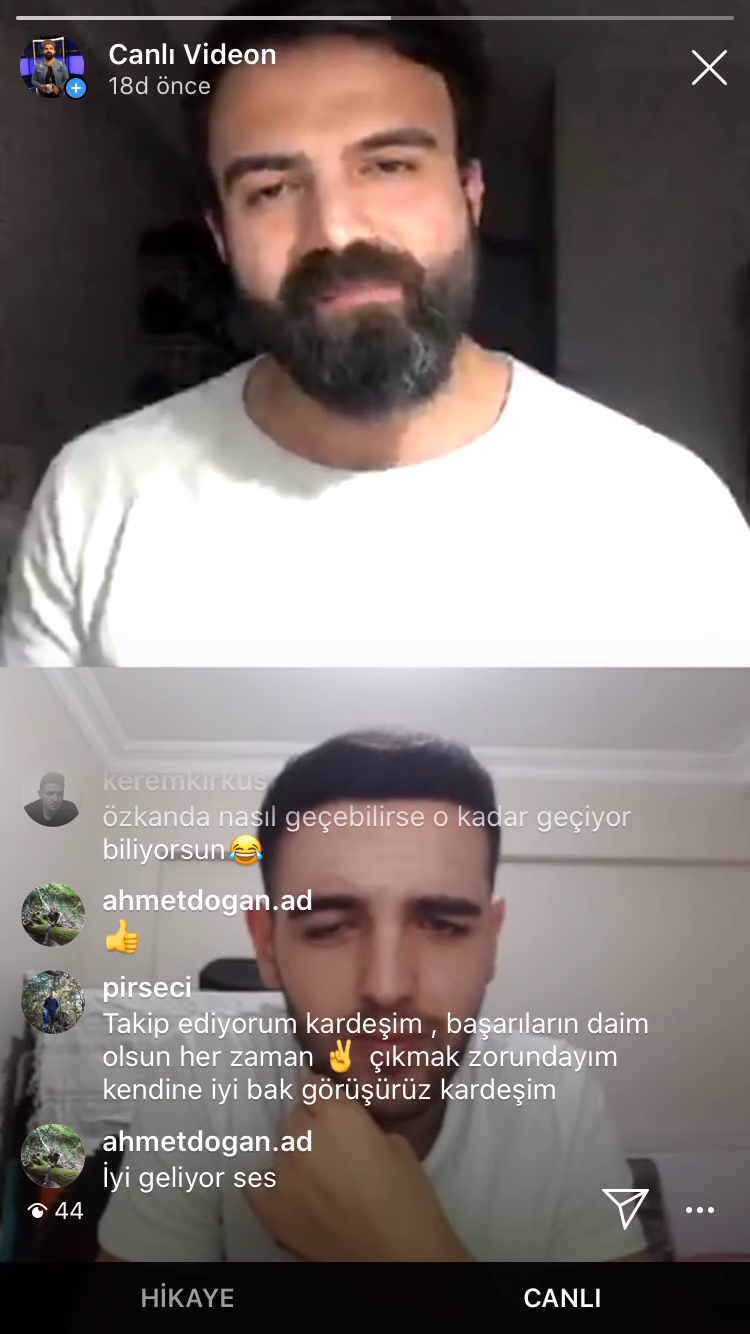 Canlı Videon
18d önce
keremkirkus
özkanda nasıl geçebilirse o kadar geçiyor
biliyorsun😂
ahmetdogan.ad
👍
pirseci
Takip ediyorum kardeşim , başarıların daim
olsun her zaman ✌️ çıkmak zorundayım
kendine iyi bak görüşürüz kardeşim
ahmetdogan.ad
İyi geliyor ses
44
HİKAYE
CANLI